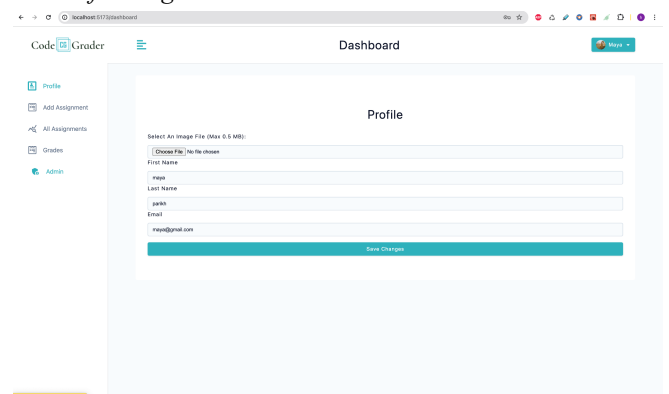 localhost:5173/dashboard
Code Grader
Dashboard
Maya
Profile
Add Assignment
All Assignments
Grades
Admin
Profile
Select An Image File (Max 0.5 MB):
Choose File No file chosen
First Name
maya
Last Name
parikh
Email
maya@gmail.com
Save Changes